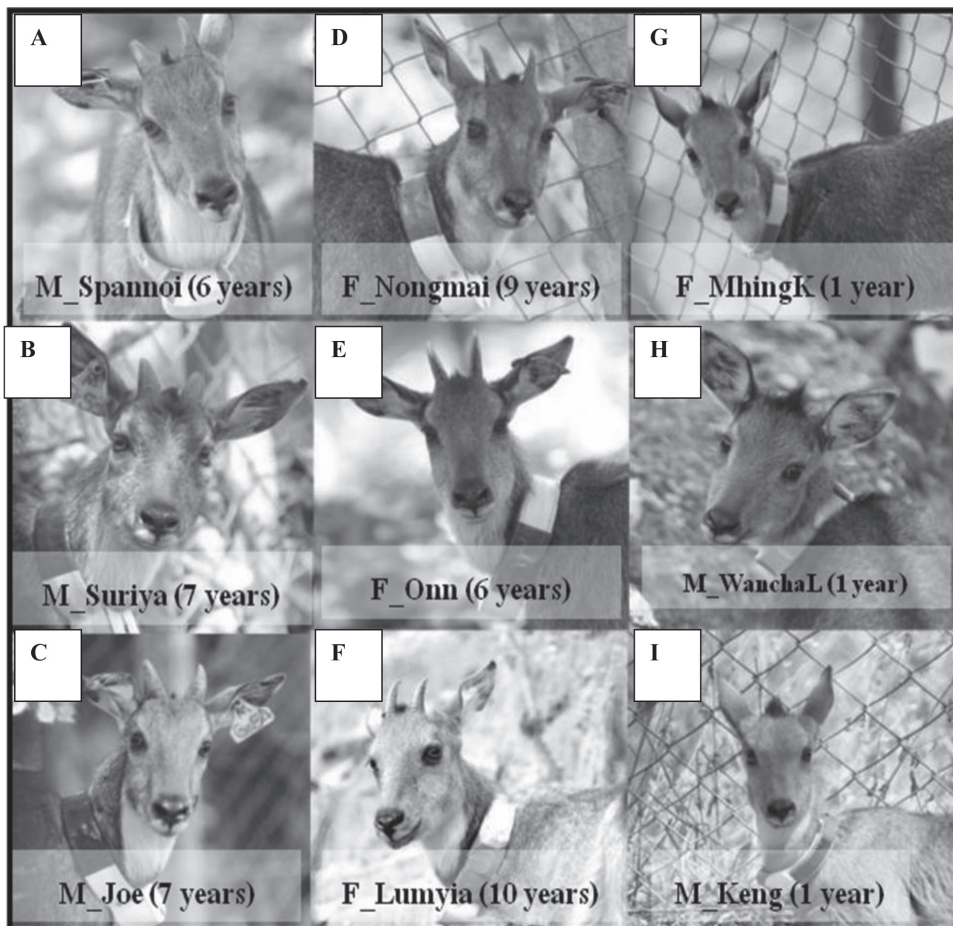 A
M_Spannoi (6 years)
D
F_Nongmai (9 years)
G
F_MhingK (1 year)
B
M_Suriya (7 years)
E
F_Onn (6 years)
H
M_WanchaL (1 year)
C
M_Joe (7 years)
F
F_Lumyia (10 years)
I
M_Keng (1 year)